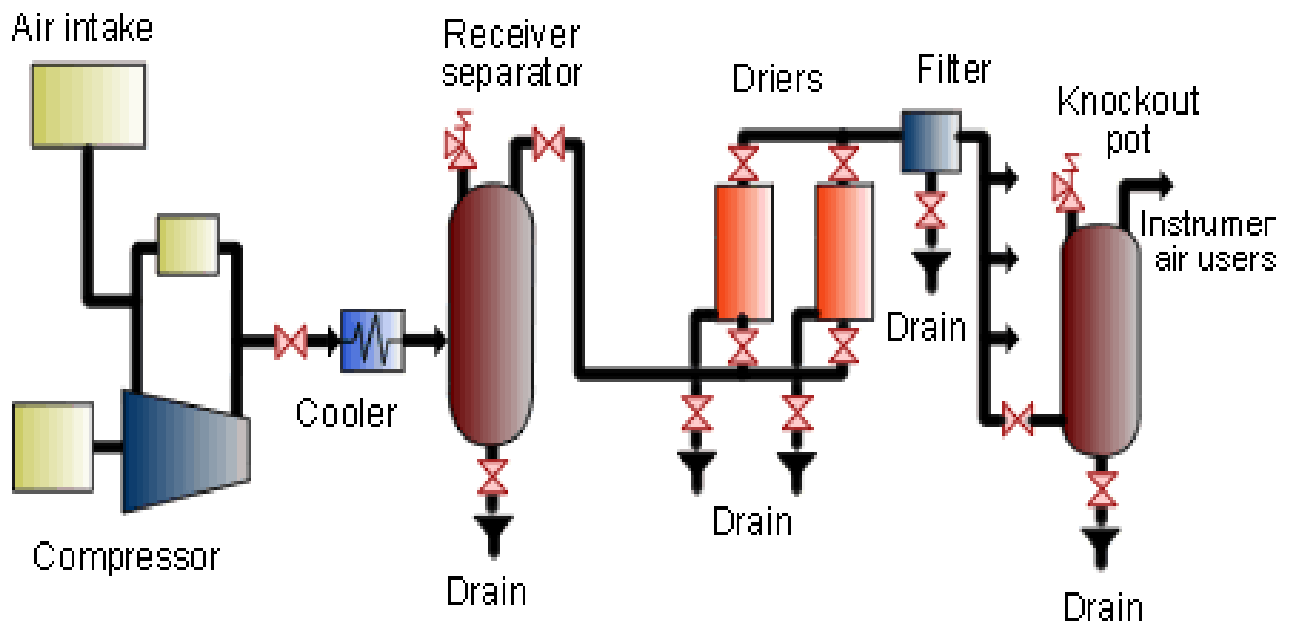 Air intake
Receiver
separator
Driers
Filter
Knockout
pot
Instrumer
air users
Drain
Cooler
Drain
Compressor
Drain
Drain